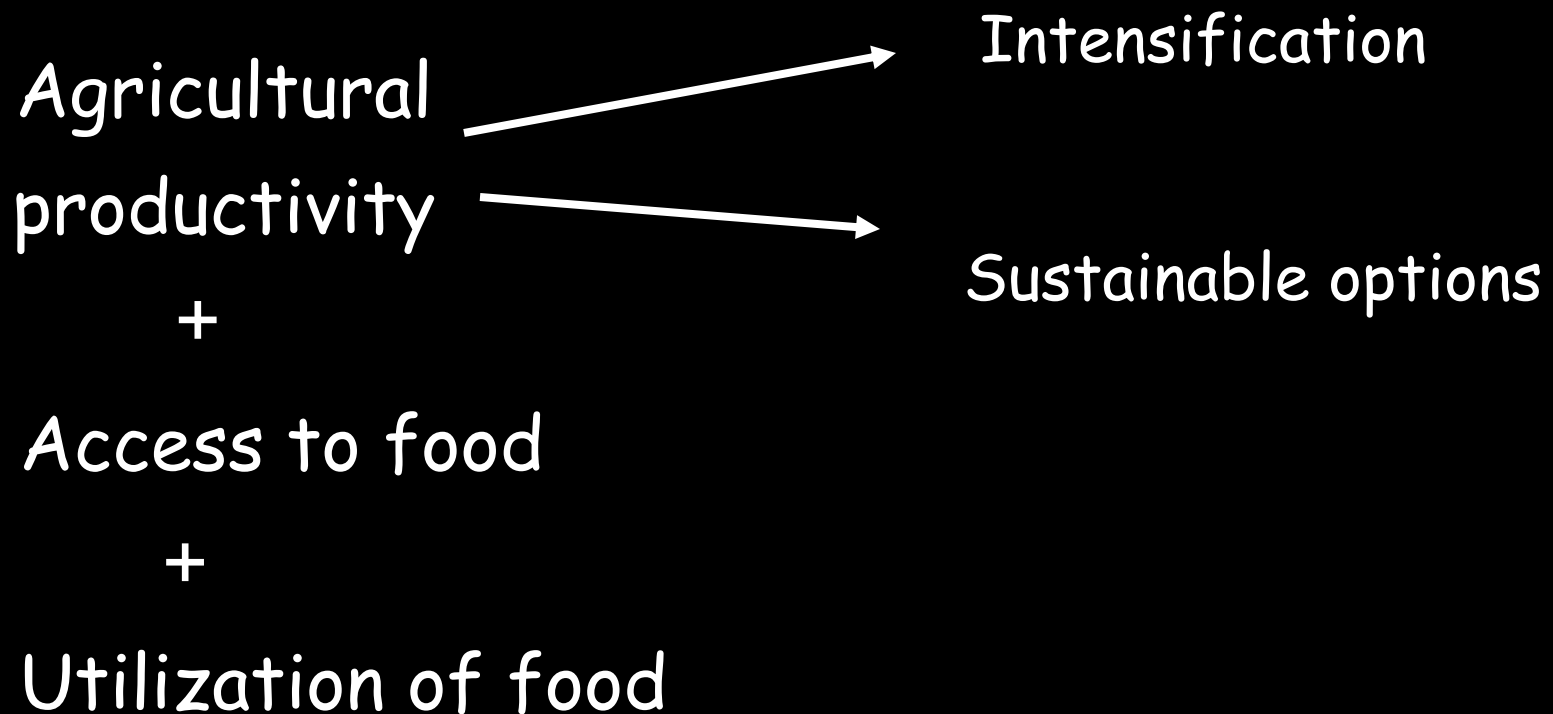 Agricultural
productivity
+
Access to food
+
Utilization of food
Intensification
Sustainable options